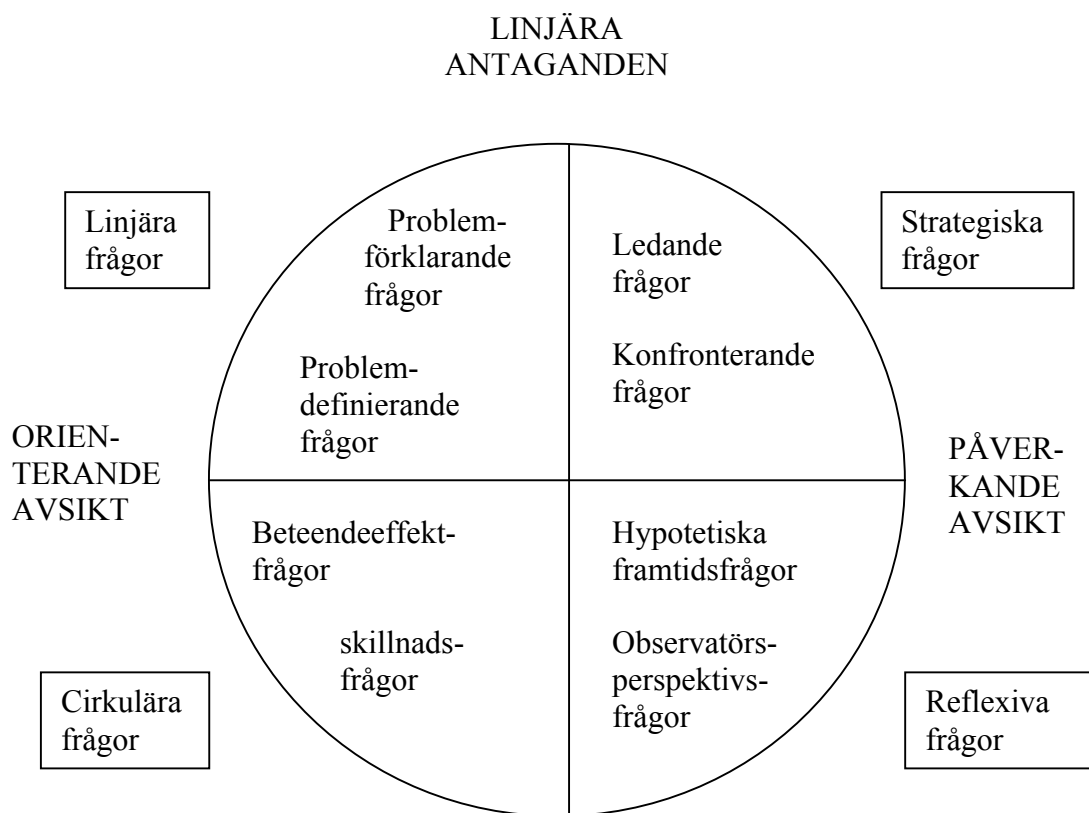 LINJÄRA
ANTAGANDEN
Linjära
frågor
Problem-
förklarande
frågor
Problem-
definierande
frågor
Ledande
frågor
Konfronterande
frågor
Strategiska
frågor
ORIEN-
TERANDE
AVSIKT
PÅVER-
KANDE
AVSIKT
Beteendeeffekt-
frågor
skillnads-
frågor
Hypotetiska
framtidsfrågor
Observatörs-
perspektivs-
frågor
Cirkulära
frågor
Reflexiva
frågor